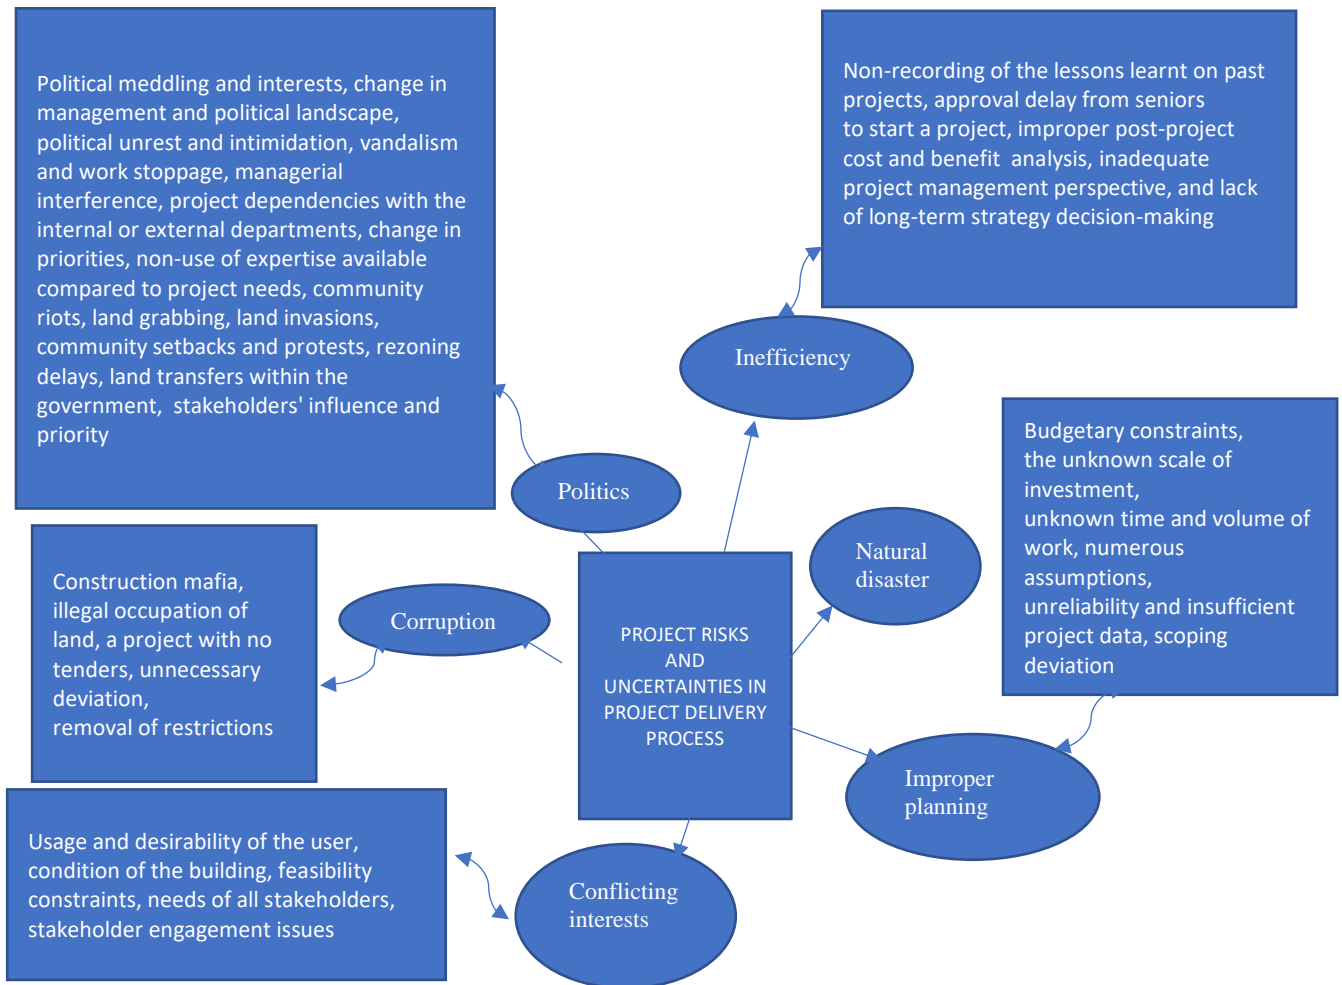 Political meddling and interests, change in
management and political landscape,
political unrest and intimidation, vandalism
and work stoppage, managerial
interference, project dependencies with the
internal or external departments, change in
priorities, non-use of expertise available
compared to project needs, community
riots, land grabbing, land invasions,
community setbacks and protests, rezoning
delays, land transfers within the
government, stakeholders' influence and
priority
Non-recording of the lessons learnt on past
projects, approval delay from seniors
to start a project, improper post-project
cost and benefit analysis, inadequate
project management perspective, and lack
of long-term strategy decision-making
Inefficiency
Politics
Budgetary constraints,
the unknown scale of
investment,
unknown time and volume of
work, numerous
assumptions,
unreliability and insufficient
project data, scoping
deviation
Natural
disaster
Construction mafia,
illegal occupation of
land, a project with no
tenders, unnecessary
deviation,
removal of restrictions
Corruption
PROJECT RISKS
AND
UNCERTAINTIES IN
PROJECT DELIVERY
PROCESS
Improper
planning
Usage and desirability of the user,
condition of the building, feasibility
constraints, needs of all stakeholders,
stakeholder engagement issues
Conflicting
interests